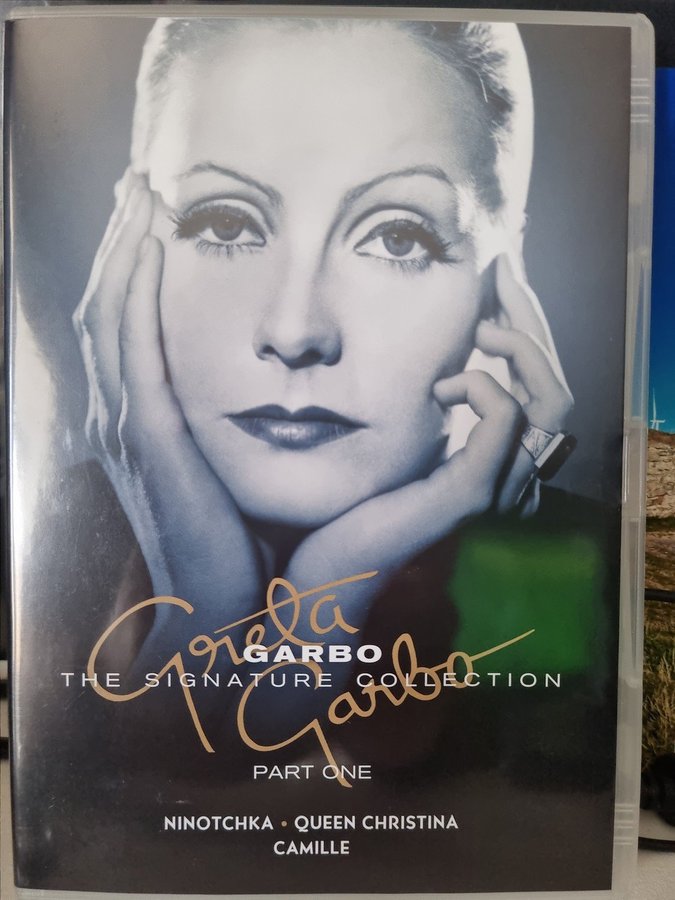 Greta
GARBO
THE SIGNATURE COLLECTION
Garbo
PART ONE
NINOTCHKA • QUEEN CHRISTINA
CAMILLE